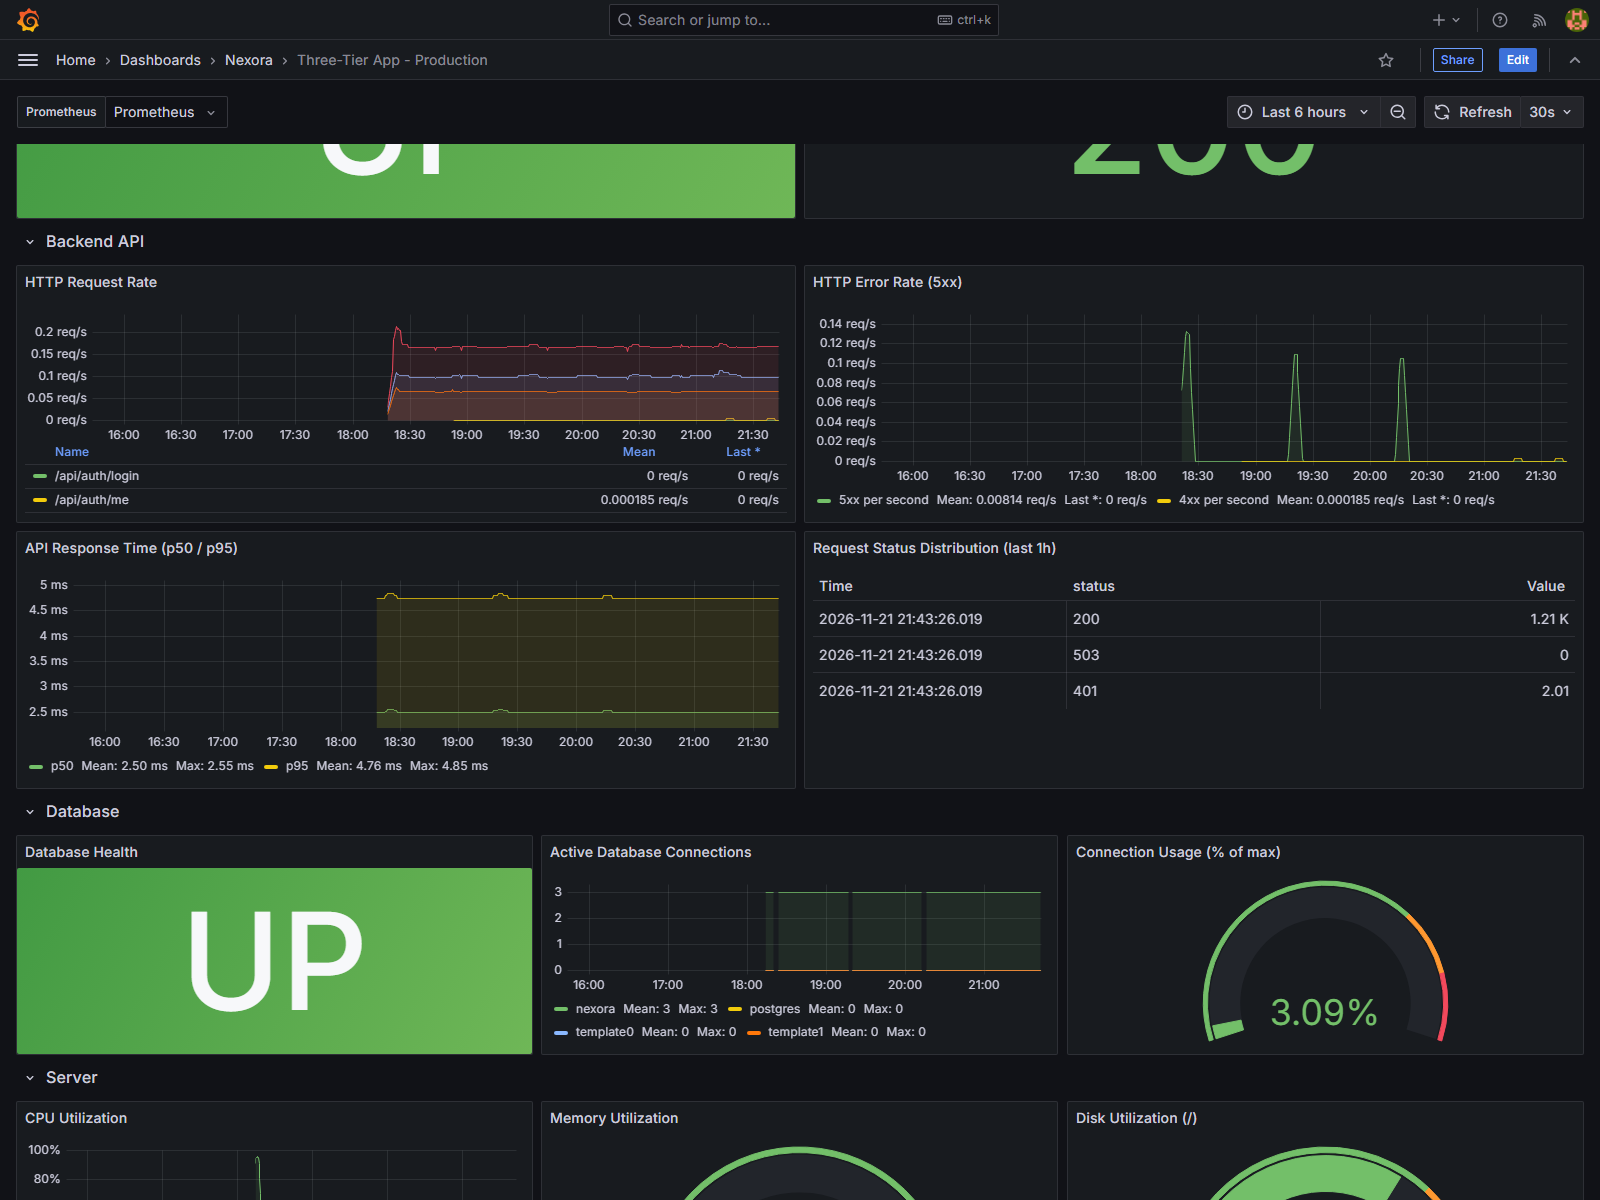 Search or jump to...
ctrl+k
Home › Dashboards › Nexora › Three-Tier App - Production
Share
Edit
Prometheus
Prometheus
Last 6 hours
Refresh
30s
UP
200
Backend API
HTTP Request Rate
0.2 req/s
0.15 req/s
0.1 req/s
0.05 req/s
0 req/s
16:00 16:30 17:00 17:30 18:00 18:30 19:00 19:30 20:00 20:30 21:00 21:30
Name Mean Last *
/api/auth/login 0 req/s 0 req/s
/api/auth/me 0.000185 req/s 0 req/s
HTTP Error Rate (5xx)
0.14 req/s
0.12 req/s
0.1 req/s
0.08 req/s
0.06 req/s
0.04 req/s
0.02 req/s
0 req/s
16:00 16:30 17:00 17:30 18:00 18:30 19:00 19:30 20:00 20:30 21:00 21:30
5xx per second Mean: 0.00814 req/s Last *: 0 req/s 4xx per second Mean: 0.000185 req/s Last *: 0 req/s
API Response Time (p50 / p95)
5 ms
4.5 ms
4 ms
3.5 ms
3 ms
2.5 ms
16:00 16:30 17:00 17:30 18:00 18:30 19:00 19:30 20:00 20:30 21:00 21:30
p50 Mean: 2.50 ms Max: 2.55 ms p95 Mean: 4.76 ms Max: 4.85 ms
Request Status Distribution (last 1h)
Time status Value
2026-11-21 21:43:26.019 200 1.21 K
2026-11-21 21:43:26.019 503 0
2026-11-21 21:43:26.019 401 2.01
Database
Database Health
UP
Active Database Connections
3
2
1
0
16:00 17:00 18:00 19:00 20:00 21:00
nexora Mean: 3 Max: 3 postgres Mean: 0 Max: 0
template0 Mean: 0 Max: 0 template1 Mean: 0 Max: 0
Connection Usage (% of max)
3.09%
Server
CPU Utilization
100%
80%
Memory Utilization
Disk Utilization (/)